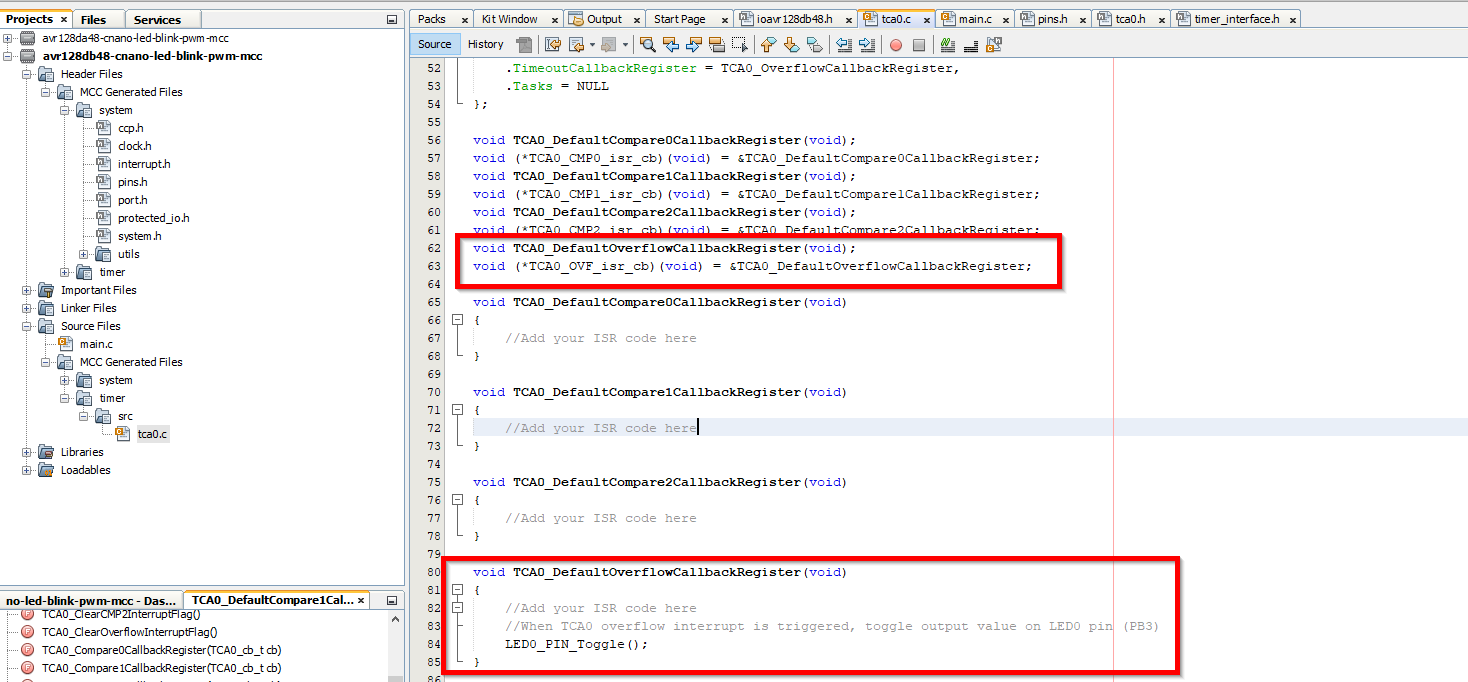 Projects × Files Services
avr128da48-cnano-led-blink-pwm-mcc
avr128db48-cnano-led-blink-pwm-mcc
Header Files
MCC Generated Files
system
ccp.h
clock.h
interrupt.h
pins.h
port.h
protected_io.h
system.h
utils
timer
Important Files
Linker Files
Source Files
main.c
MCC Generated Files
system
timer
src
tca0.c
Libraries
Loadables
no-led-blink-pwm-mcc - Das... TCA0_DefaultCompare1Cal... ×
TCA0_ClearCMP2InterruptFlag()
TCA0_ClearOverflowInterruptFlag()
TCA0_Compare0CallbackRegister(TCA0_cb_t cb)
TCA0_Compare1CallbackRegister(TCA0_cb_t cb)
Packs × Kit Window × Output × Start Page × ioavr128db48.h × tca0.c × main.c × pins.h × tca0.h × timer_interface.h ×
Source History
52 .TimeoutCallbackRegister = TCA0_OverflowCallbackRegister,
53 .Tasks = NULL
54 };
55
56 void TCA0_DefaultCompare0CallbackRegister(void);
57 void (*TCA0_CMP0_isr_cb)(void) = &TCA0_DefaultCompare0CallbackRegister;
58 void TCA0_DefaultCompare1CallbackRegister(void);
59 void (*TCA0_CMP1_isr_cb)(void) = &TCA0_DefaultCompare1CallbackRegister;
60 void TCA0_DefaultCompare2CallbackRegister(void);
61 void (*TCA0_CMP2_isr_cb)(void) = &TCA0_DefaultCompare2CallbackRegister;
62 void TCA0_DefaultOverflowCallbackRegister(void);
63 void (*TCA0_OVF_isr_cb)(void) = &TCA0_DefaultOverflowCallbackRegister;
64
65 void TCA0_DefaultCompare0CallbackRegister(void)
66 {
67 //Add your ISR code here
68 }
69
70 void TCA0_DefaultCompare1CallbackRegister(void)
71 {
72 //Add your ISR code here
73 }
74
75 void TCA0_DefaultCompare2CallbackRegister(void)
76 {
77 //Add your ISR code here
78 }
79
80 void TCA0_DefaultOverflowCallbackRegister(void)
81 {
82 //Add your ISR code here
83 //When TCA0 overflow interrupt is triggered, toggle output value on LED0 pin (PB3)
84 LED0_PIN_Toggle();
85 }
86